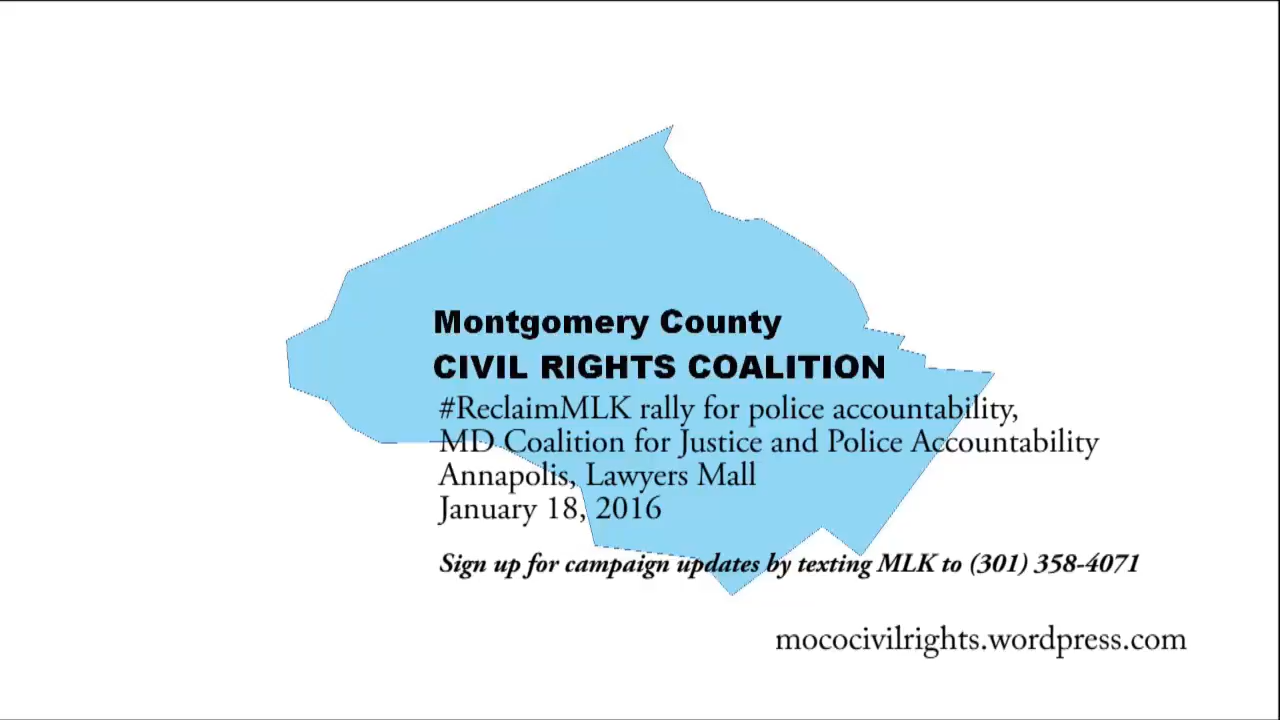 Montgomery County
CIVIL RIGHTS COALITION
#ReclaimMLK rally for police accountability,
MD Coalition for Justice and Police Accountability
Annapolis, Lawyers Mall
January 18, 2016
Sign up for campaign updates by texting MLK to (301) 358-4071
mococivilrights.wordpress.com